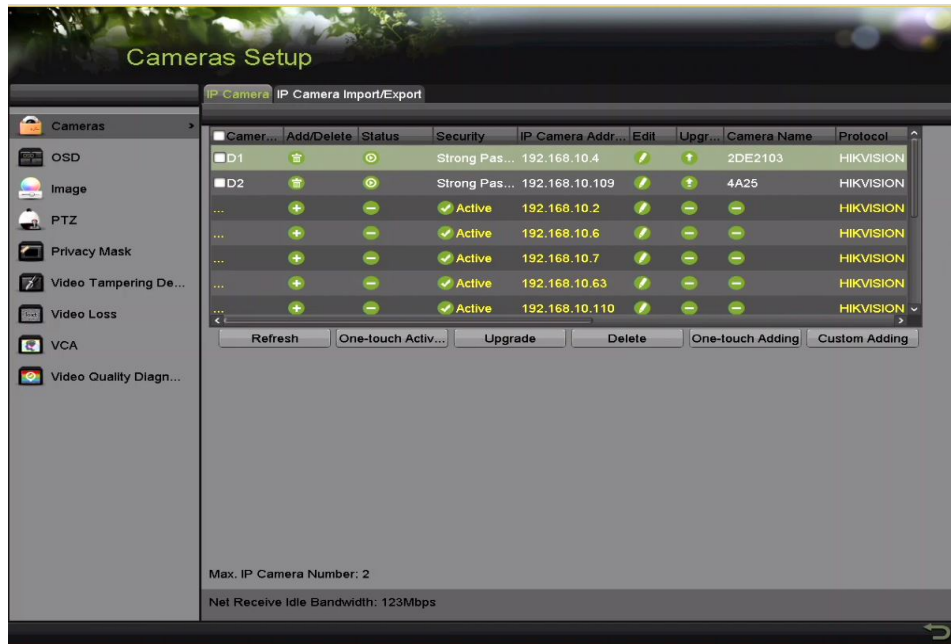 Cameras Setup
IP Camera IP Camera Import/Export
Cameras
OSD
Image
PTZ
Privacy Mask
Video Tampering De...
Video Loss
VCA
Video Quality Diagn...
Camer... Add/Delete Status Security IP Camera Addr... Edit Upgr... Camera Name Protocol
D1 Strong Pas... 192.168.10.4 2DE2103 HIKVISION
D2 Strong Pas... 192.168.10.109 4A25 HIKVISION
... Active 192.168.10.2 HIKVISION
... Active 192.168.10.6 HIKVISION
... Active 192.168.10.7 HIKVISION
... Active 192.168.10.63 HIKVISION
... Active 192.168.10.110 HIKVISION
Refresh One-touch Activ... Upgrade Delete One-touch Adding Custom Adding
Max. IP Camera Number: 2
Net Receive Idle Bandwidth: 123Mbps